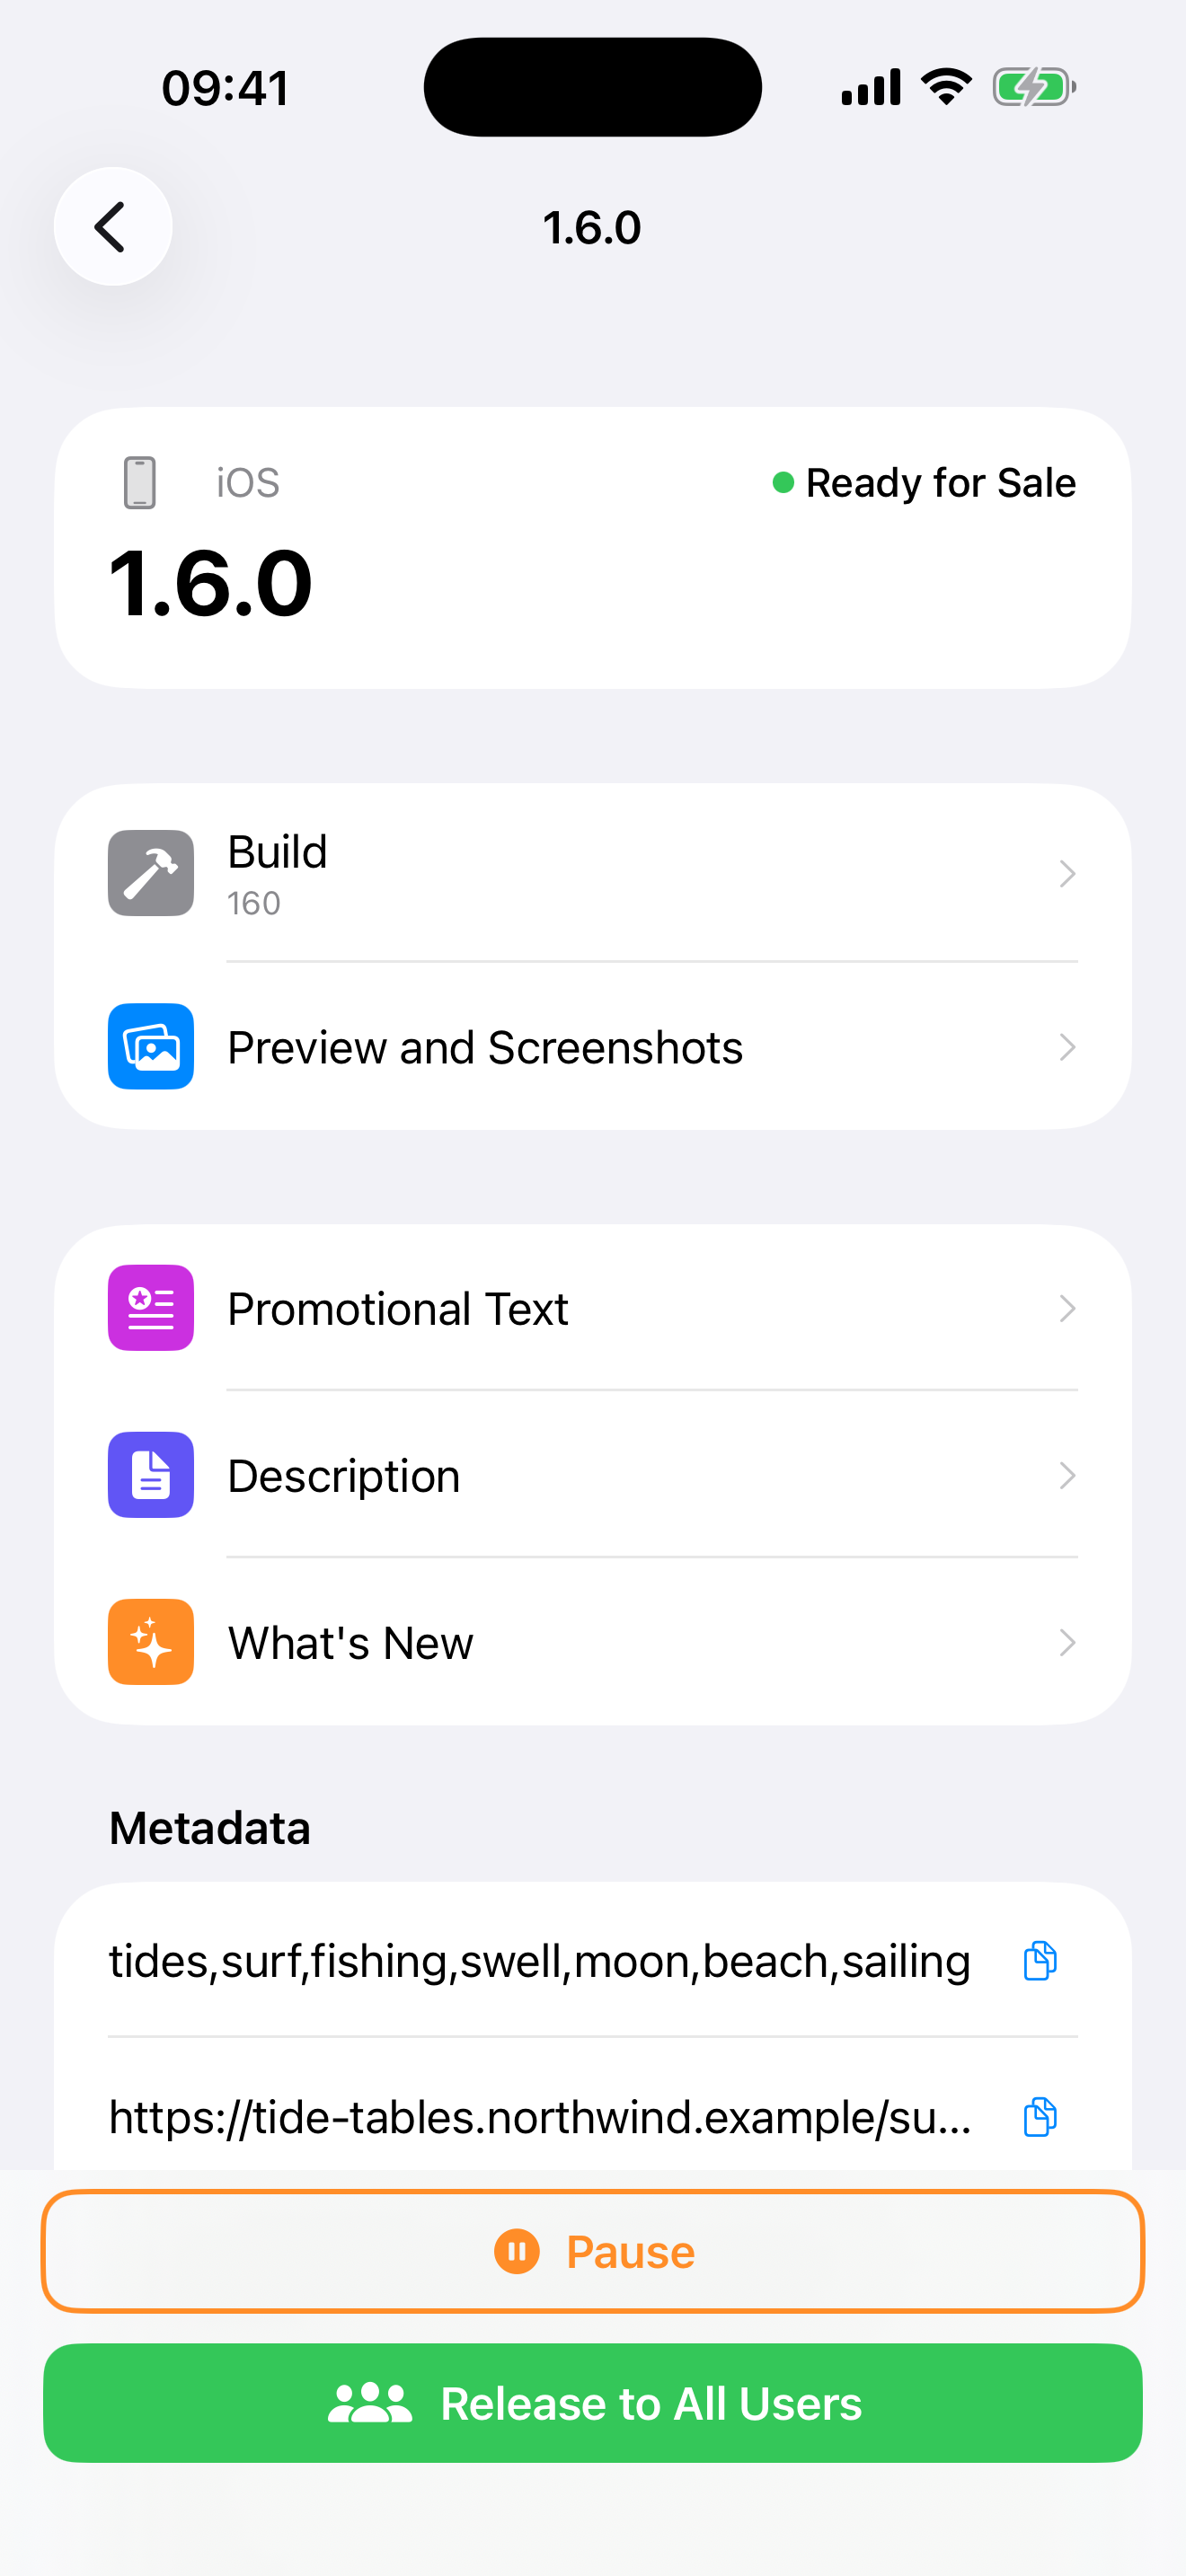 09:41
1.6.0
iOS
Ready for Sale
1.6.0
Build
160
Preview and Screenshots
Promotional Text
Description
What's New
Metadata
tides,surf,fishing,swell,moon,beach,sailing
https://tide-tables.northwind.example/su...
Pause
Release to All Users